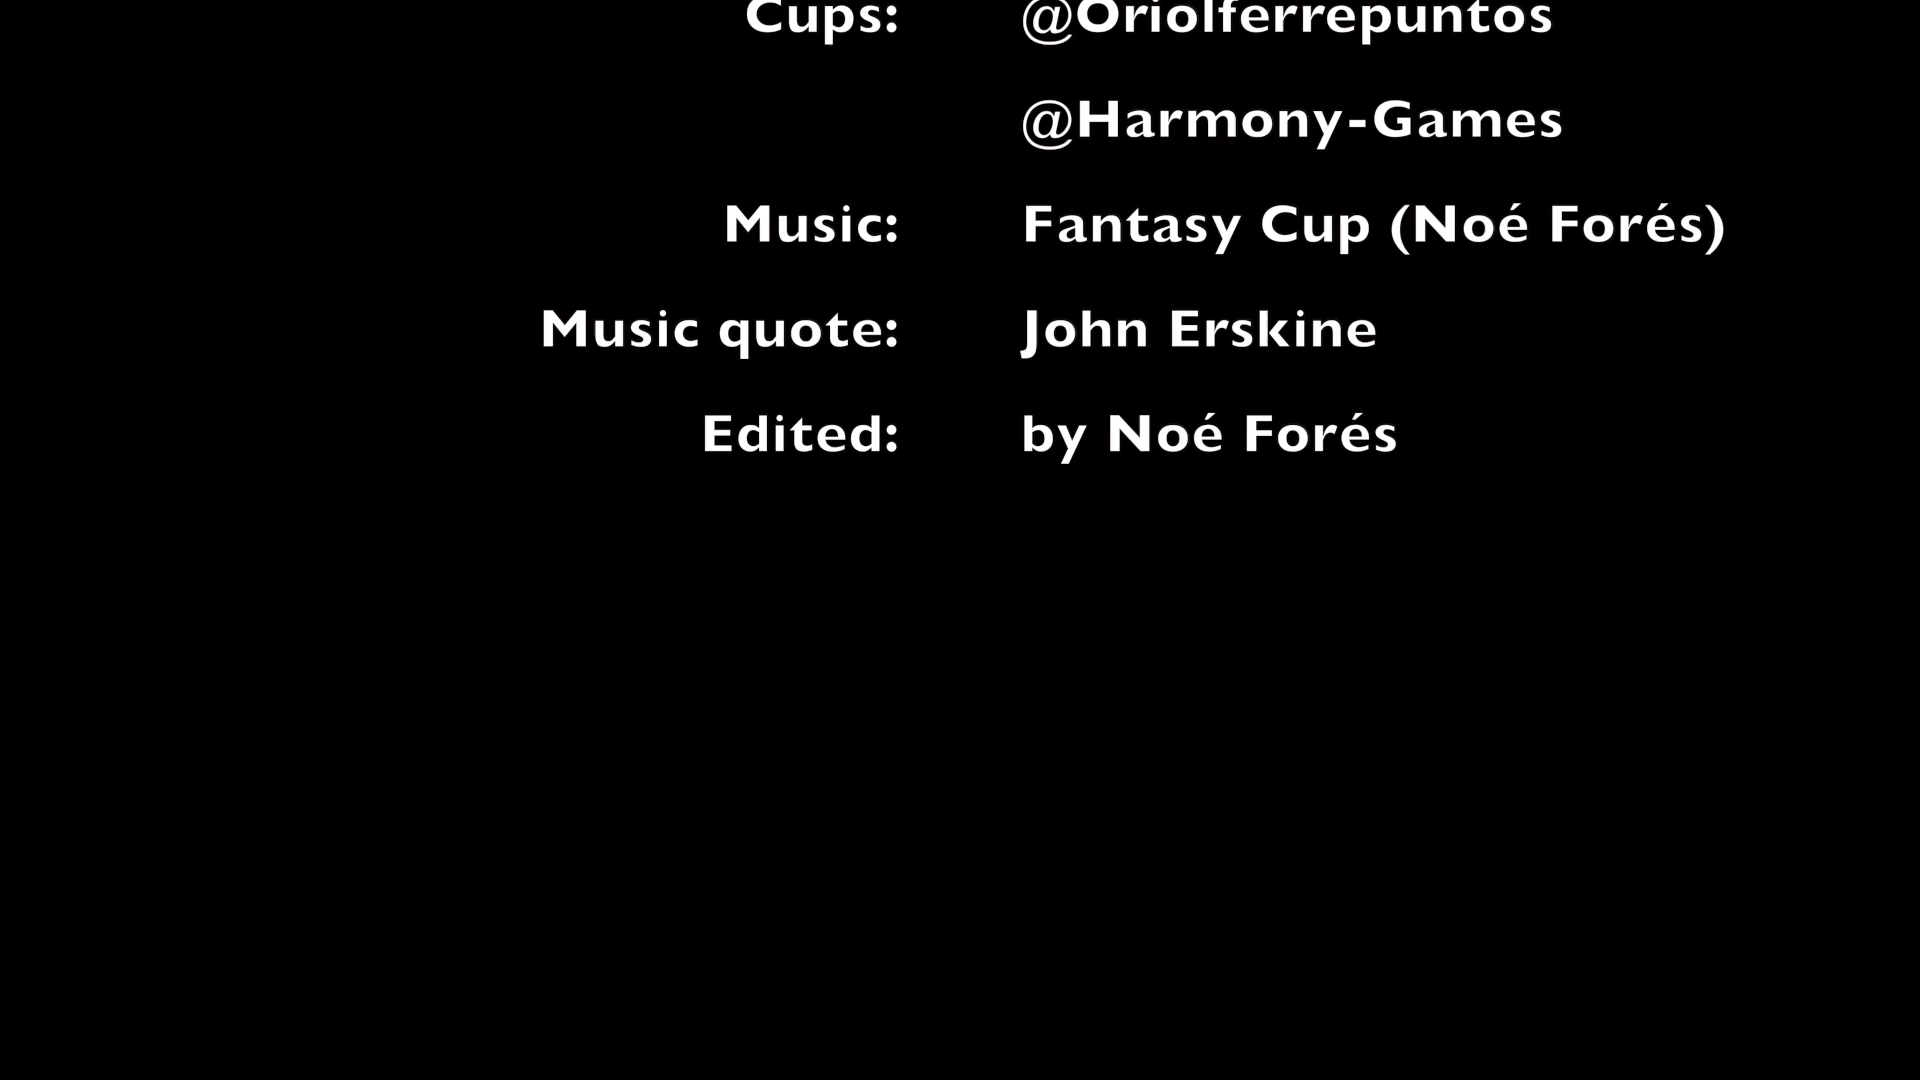 Cups: @Oriolferrepuntos
@Harmony-Games
Music: Fantasy Cup (Noé Forés)
Music quote: John Erskine
Edited: by Noé Forés